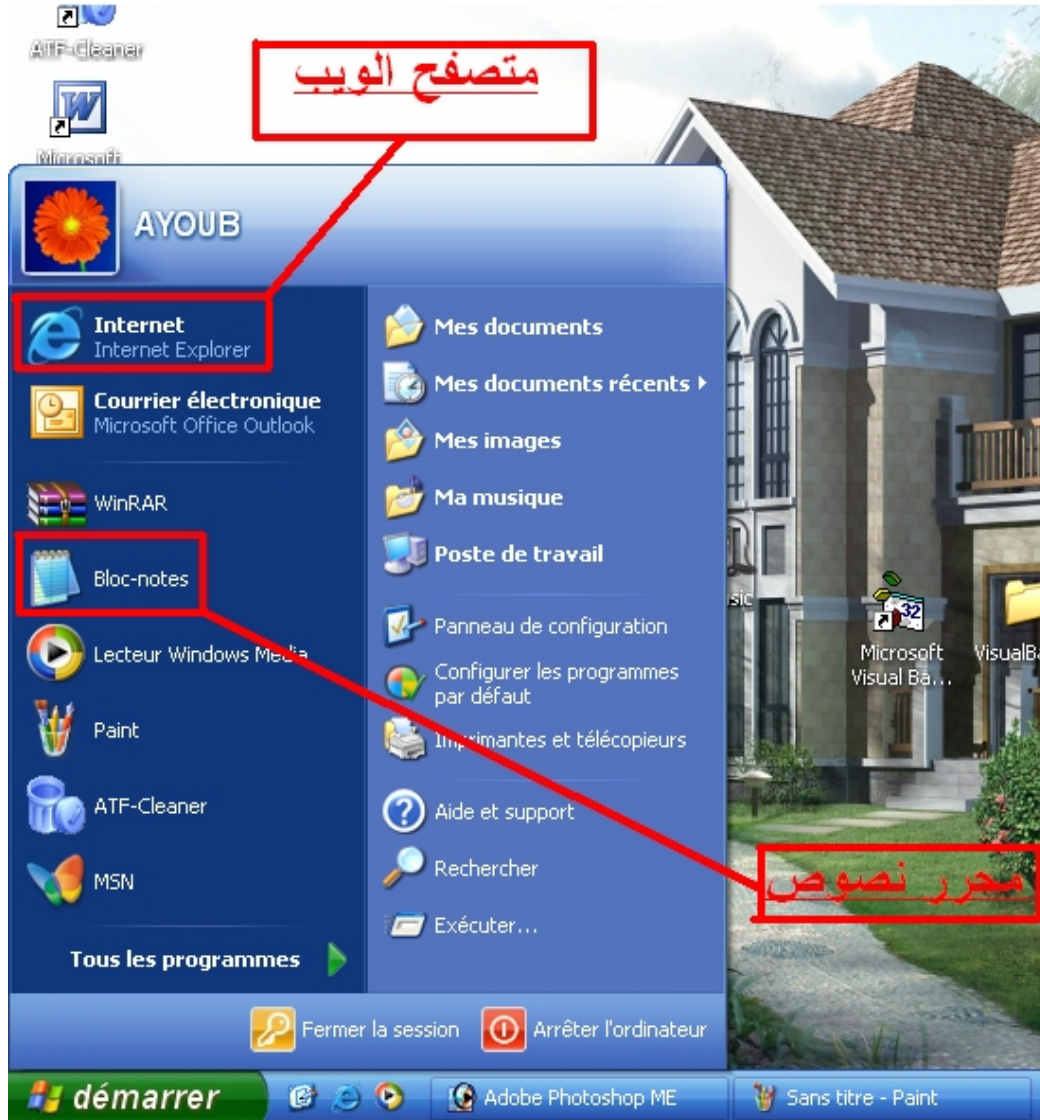 ATF-Cleaner
متصفح الويب
Microsoft
AYOUB
Internet
Internet Explorer
Courrier électronique
Microsoft Office Outlook
WinRAR
Bloc-notes
Lecteur Windows Media
Paint
ATF-Cleaner
MSN
Tous les programmes
Mes documents
Mes documents récents
Mes images
Ma musique
Poste de travail
Panneau de configuration
Configurer les programmes
par défaut
Imprimantes et télécopieurs
Aide et support
Rechercher
Exécuter...
sic
32
Microsoft
Visual Ba...
VisualBa
محرر نصوص
Fermer la session
Arrêter l'ordinateur
démarrer
Adobe Photoshop ME
Sans titre - Paint